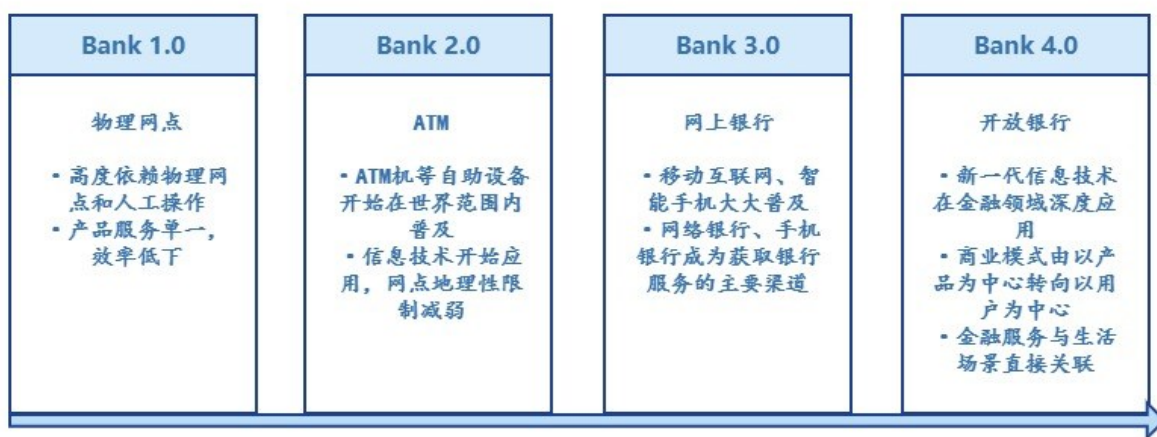 Bank 1.0
物理网点
· 高度依赖物理网
点和人工操作
· 产品服务单一，
效率低下
Bank 2.0
ATM
· ATM机等自助设备
开始在世界范围内
普及
· 信息技术开始应
用，网点地理性限
制减弱
Bank 3.0
网上银行
· 移动互联网、智
能手机大大普及
· 网络银行、手机
银行成为获取银行
服务的主要渠道
Bank 4.0
开放银行
· 新一代信息技术
在金融领域深度应
用
· 商业模式由以产
品为中心转向以用
户为中心
· 金融服务与生活
场景直接关联